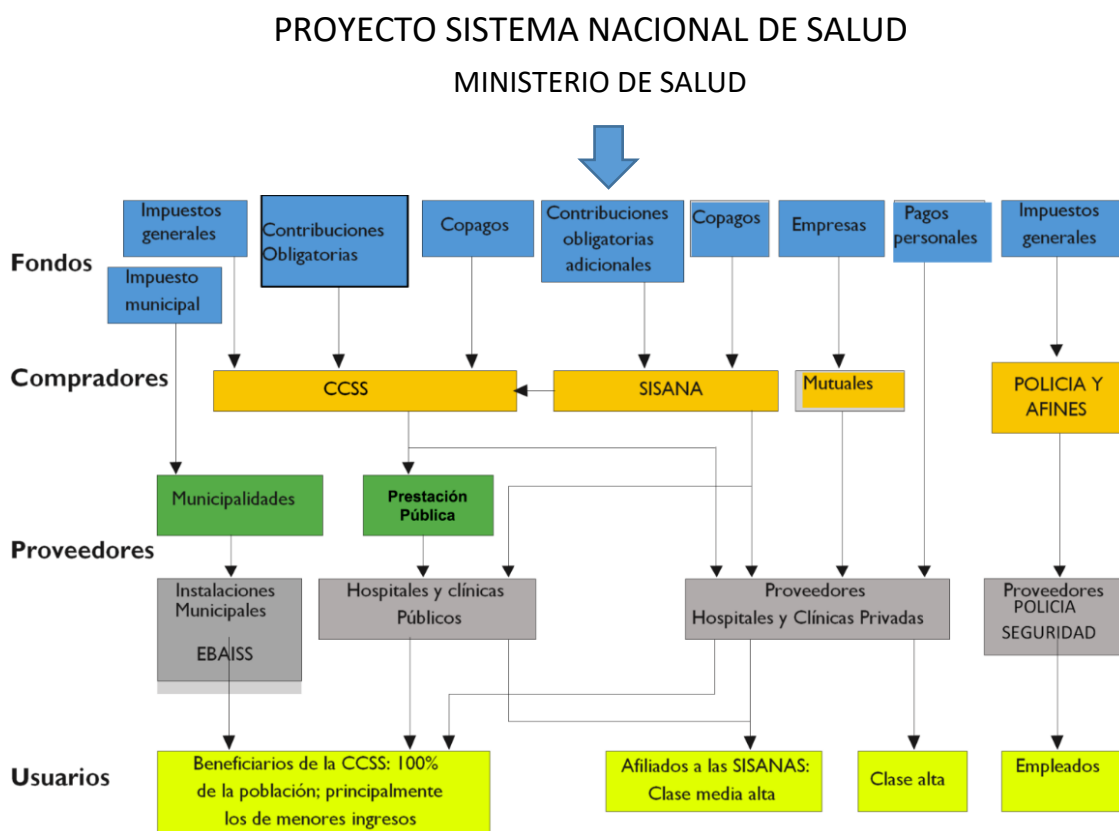 PROYECTO SISTEMA NACIONAL DE SALUD
MINISTERIO DE SALUD
Fondos
Impuestos
generales
Contribuciones
Obligatorias
Copagos
Contribuciones
obligatorias
adicionales
Copagos
Empresas
Pagos
personales
Impuestos
generales
Impuesto
municipal
Compradores
CCSS
SISANA
Mutuales
POLICIA Y
AFINES
Proveedores
Municipalidades
Prestación
Pública
Instalaciones
Municipales
EBAISS
Hospitales y clínicas
Públicos
Proveedores
Hospitales y Clínicas Privadas
Proveedores
POLICIA
SEGURIDAD
Usuarios
Beneficiarios de la CCSS: 100%
de la población; principalmente
los de menores ingresos
Afiliados a las SISANAS:
Clase media alta
Clase alta
Empleados